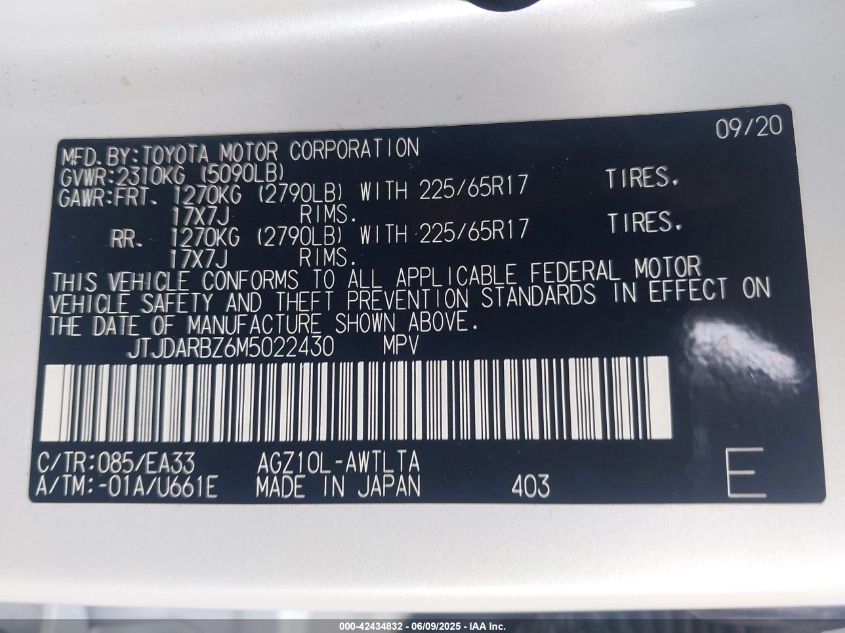 09/20
MFD. BY: TOYOTA MOTOR CORPORATION
GVWR: 2310KG (5090LB)
GAWR: FRT. 1270KG (2790LB) WITH 225/65R17 TIRES.
17X7J RIMS.
RR. 1270KG (2790LB) WITH 225/65R17 TIRES.
17X7J RIMS.
THIS VEHICLE CONFORMS TO ALL APPLICABLE FEDERAL MOTOR
VEHICLE SAFETY AND THEFT PREVENTION STANDARDS IN EFFECT ON
THE DATE OF MANUFACTURE SHOWN ABOVE.
JTJDARBZ6M5022430 MPV
C/TR: 085/EA33 AGZ10L-AWTLTA
A/TM: -01A/U661E MADE IN JAPAN 403 E
000-42434832 - 06/09/2025 - IAA Inc.